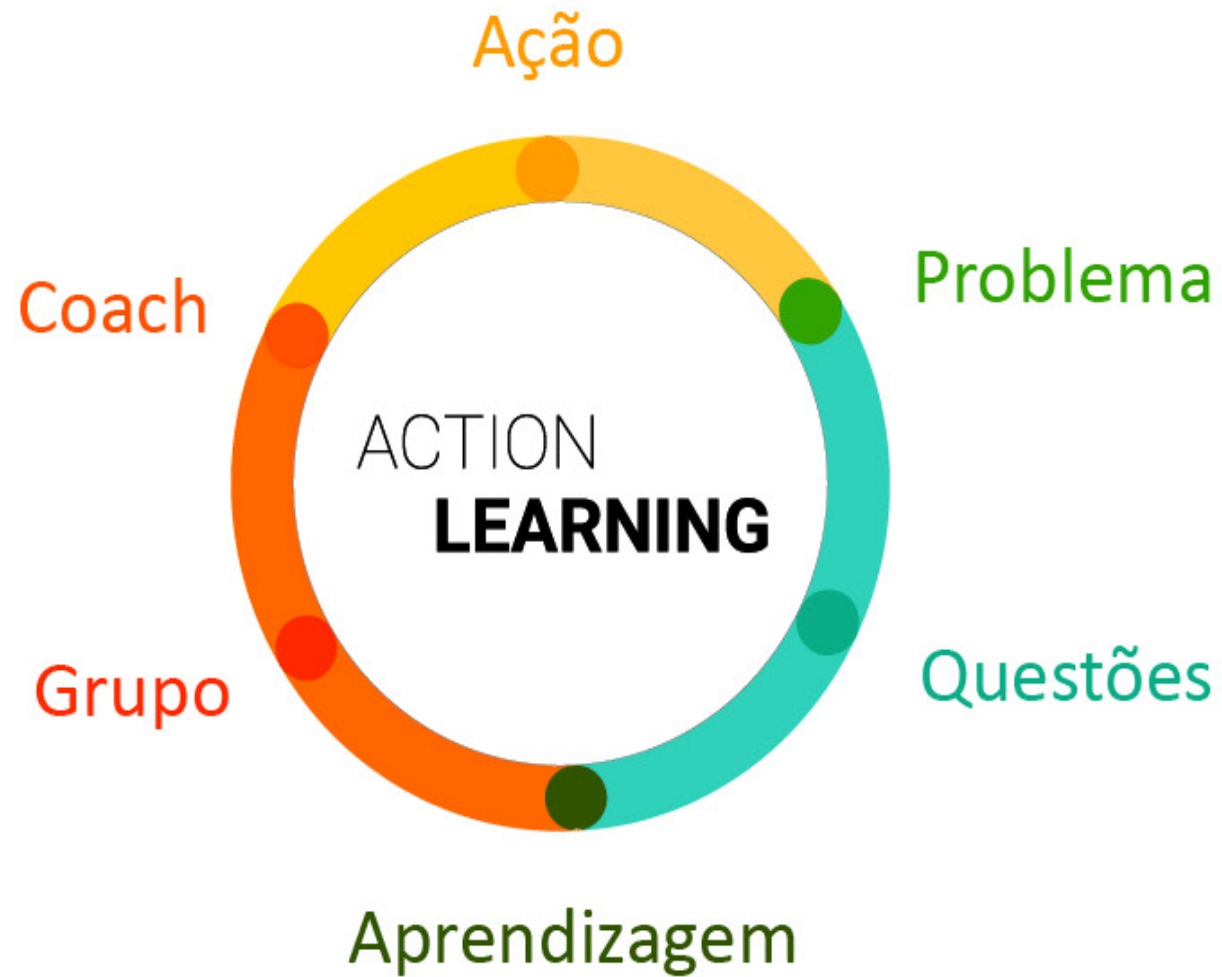 Ação
Problema
Coach
ACTION
LEARNING
Questões
Grupo
Aprendizagem